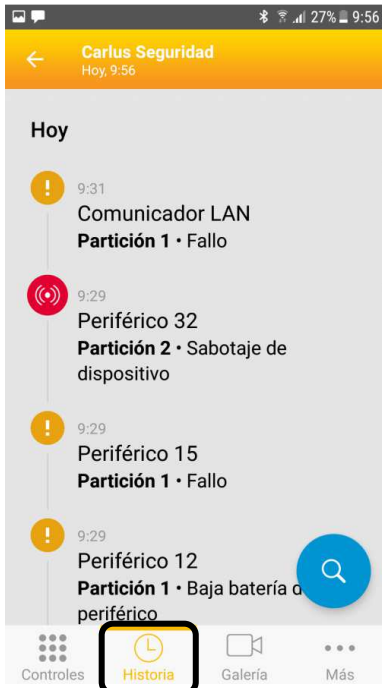 27% 9:56
Carlus Seguridad
Hoy, 9:56
Hoy
9:31
Comunicador LAN
Partición 1 • Fallo
9:29
Periférico 32
Partición 2 • Sabotaje de
dispositivo
9:29
Periférico 15
Partición 1 • Fallo
9:29
Periférico 12
Partición 1 • Baja batería d
periférico
Controles Historia Galería Más